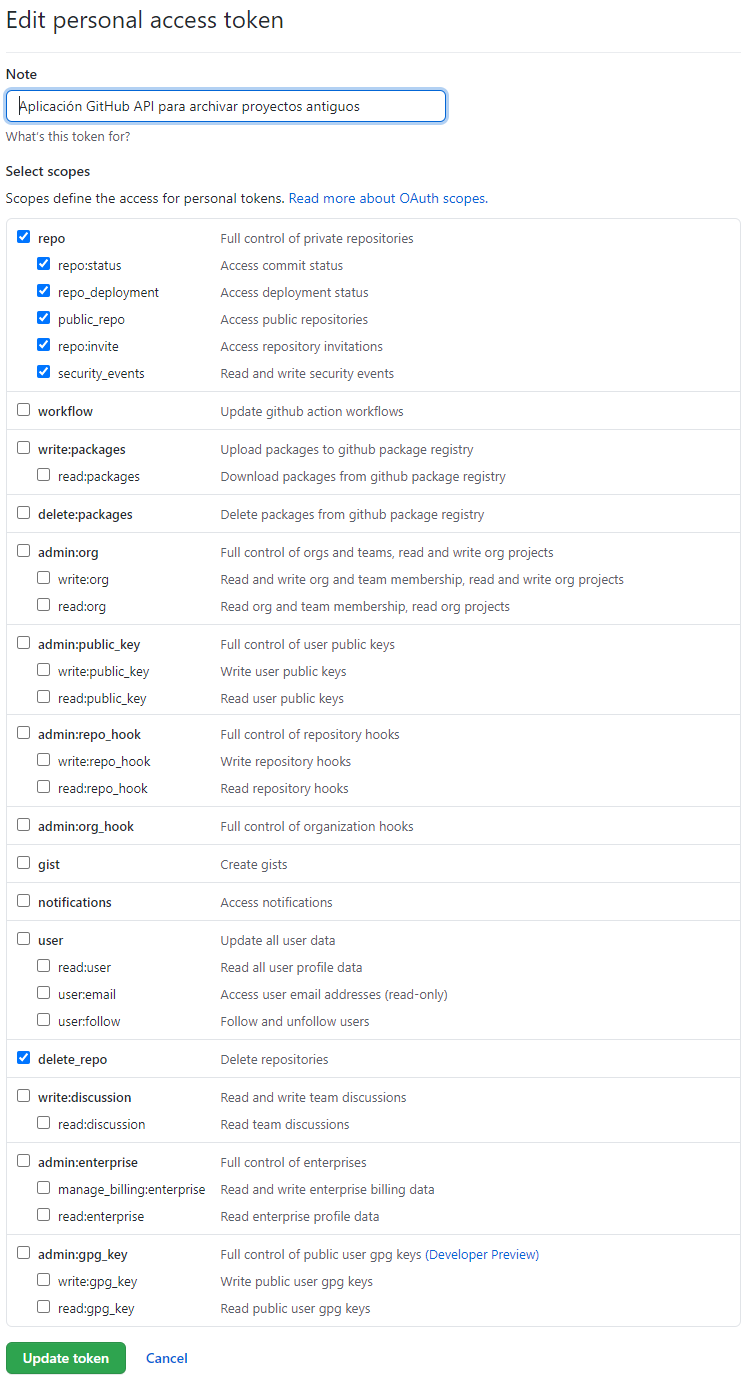 Edit personal access token
Note
Aplicación GitHub API para archivar proyectos antiguos
What's this token for?
Select scopes
Scopes define the access for personal tokens. Read more about OAuth scopes.
repo Full control of private repositories
repo:status Access commit status
repo_deployment Access deployment status
public_repo Access public repositories
repo:invite Access repository invitations
security_events Read and write security events
workflow Update github action workflows
write:packages Upload packages to github package registry
read:packages Download packages from github package registry
delete:packages Delete packages from github package registry
admin:org Full control of orgs and teams, read and write org projects
write:org Read and write org and team membership, read and write org projects
read:org Read org and team membership, read org projects
admin:public_key Full control of user public keys
write:public_key Write user public keys
read:public_key Read user public keys
admin:repo_hook Full control of repository hooks
write:repo_hook Write repository hooks
read:repo_hook Read repository hooks
admin:org_hook Full control of organization hooks
gist Create gists
notifications Access notifications
user Update all user data
read:user Read all user profile data
user:email Access user email addresses (read-only)
user:follow Follow and unfollow users
delete_repo Delete repositories
write:discussion Read and write team discussions
read:discussion Read team discussions
admin:enterprise Full control of enterprises
manage_billing:enterprise Read and write enterprise billing data
read:enterprise Read enterprise profile data
admin:gpg_key Full control of public user gpg keys (Developer Preview)
write:gpg_key Write public user gpg keys
read:gpg_key Read public user gpg keys
Update token Cancel